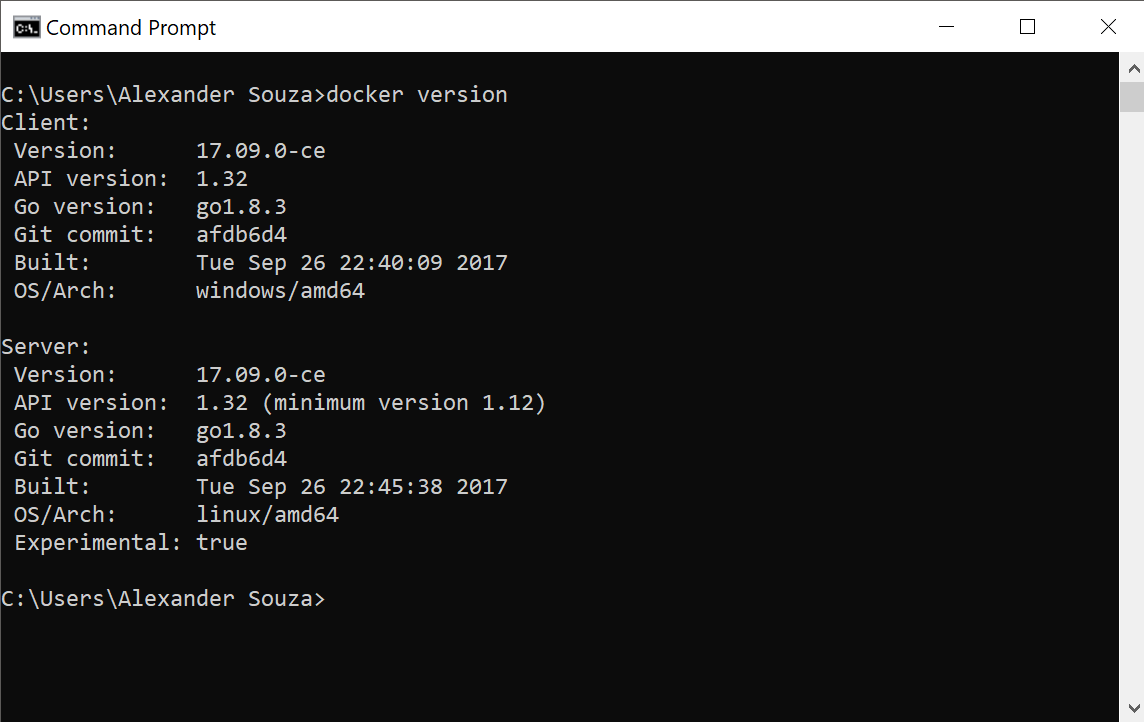 Command Prompt
C:\Users\Alexander Souza>docker version
Client:
 Version:      17.09.0-ce
 API version:  1.32
 Go version:   go1.8.3
 Git commit:   afdb6d4
 Built:        Tue Sep 26 22:40:09 2017
 OS/Arch:      windows/amd64

Server:
 Version:      17.09.0-ce
 API version:  1.32 (minimum version 1.12)
 Go version:   go1.8.3
 Git commit:   afdb6d4
 Built:        Tue Sep 26 22:45:38 2017
 OS/Arch:      linux/amd64
 Experimental: true

C:\Users\Alexander Souza>